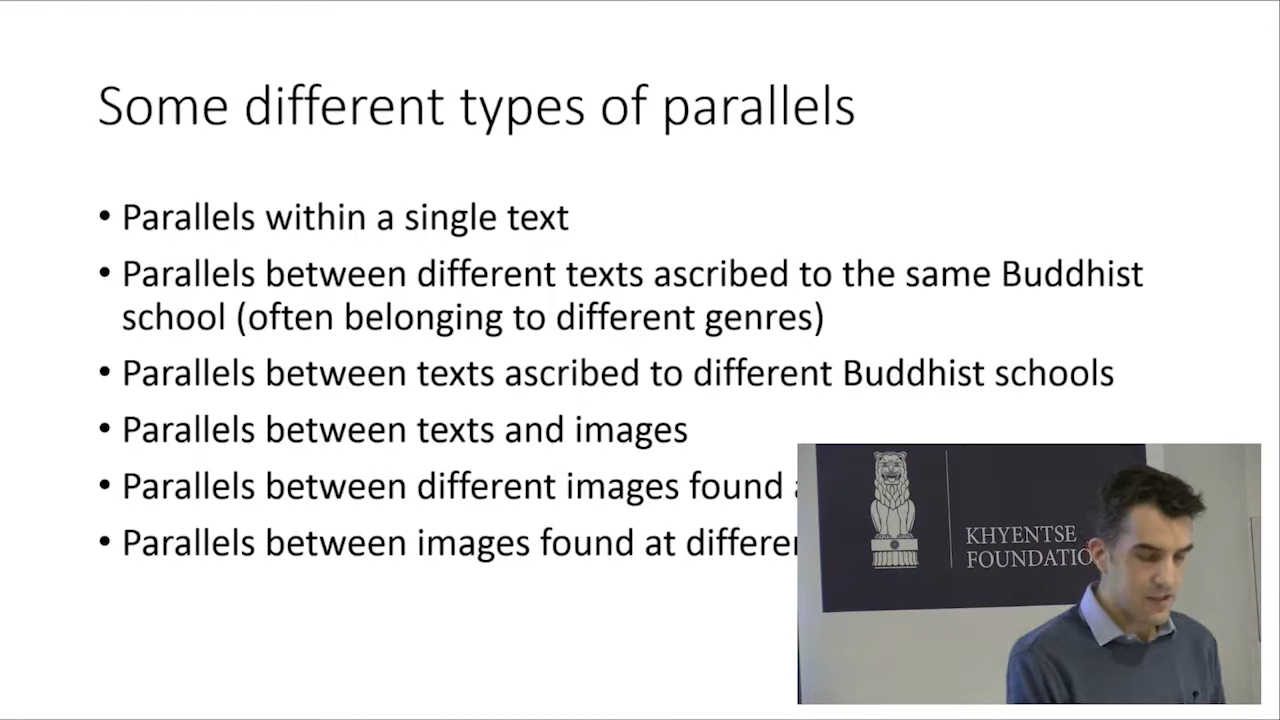 Some different types of parallels
• Parallels within a single text
• Parallels between different texts ascribed to the same Buddhist
school (often belonging to different genres)
• Parallels between texts ascribed to different Buddhist schools
• Parallels between texts and images
• Parallels between different images found
• Parallels between images found at
KHYENTSE